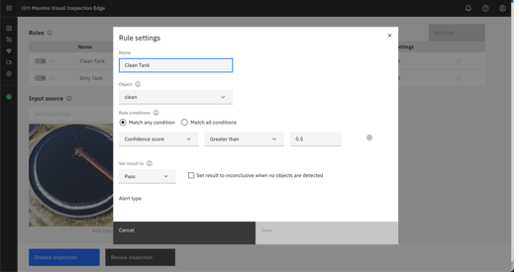 IBM Maximo Visual Inspection Edge
Rule settings
Rules
Name
Name
Clean Tank
Clean Tank
Dirty Tank
Object
clean
Input source
Rule conditions
Match any condition
Match all conditions
Confidence score
Greater than
0.5
Set result to
Pass
Set result to inconclusive when no objects are detected
Alert type
Cancel
Save
Disable inspection
Review inspection